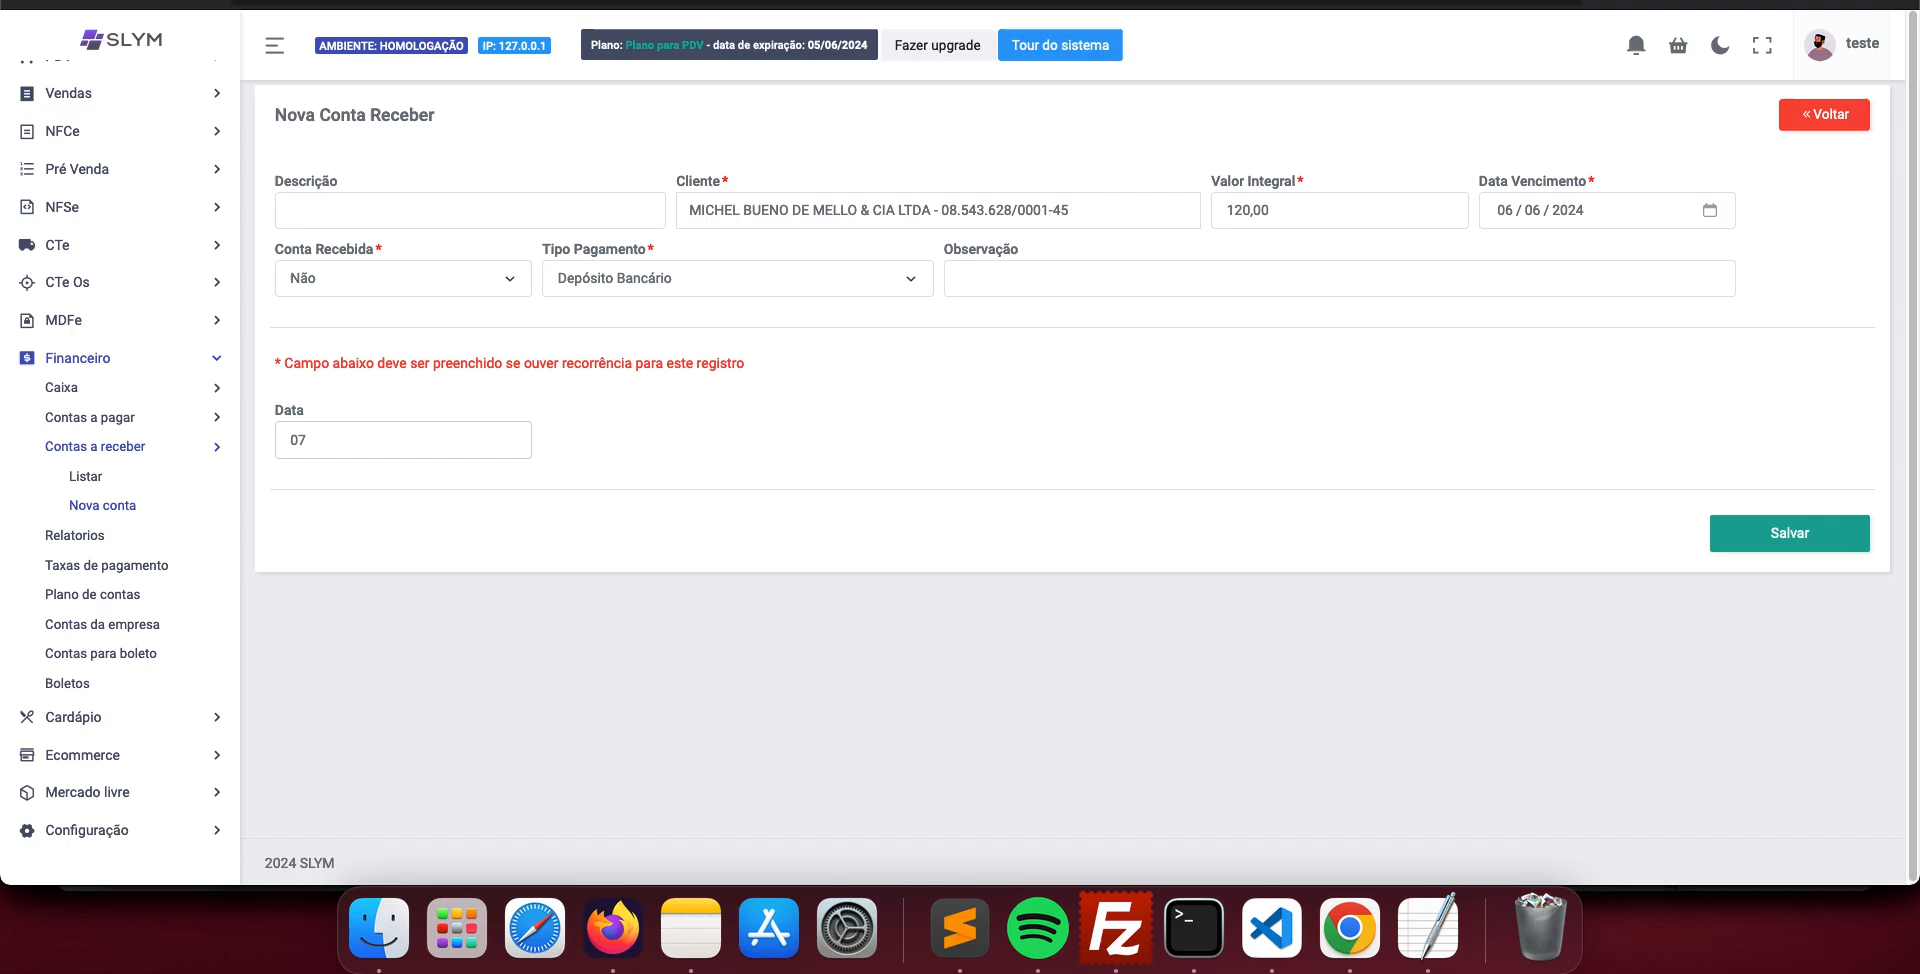 SLYM
AMBIENTE: HOMOLOGAÇÃO
IP: 127.0.0.1
Plano: Plano para PDV - data de expiração: 05/06/2024
Fazer upgrade
Tour do sistema
teste
Vendas
NFCe
Pré Venda
NFSe
CTe
CTe Os
MDFe
Financeiro
Caixa
Contas a pagar
Contas a receber
Listar
Nova conta
Relatorios
Taxas de pagamento
Plano de contas
Contas da empresa
Contas para boleto
Boletos
Cardápio
Ecommerce
Mercado livre
Configuração
Nova Conta Receber
« Voltar
Descrição
Cliente*
MICHEL BUENO DE MELLO & CIA LTDA - 08.543.628/0001-45
Valor Integral*
120,00
Data Vencimento*
06 / 06 / 2024
Conta Recebida*
Não
Tipo Pagamento*
Depósito Bancário
Observação
* Campo abaixo deve ser preenchido se ouver recorrência para este registro
Data
07
Salvar
2024 SLYM
Fz
>_